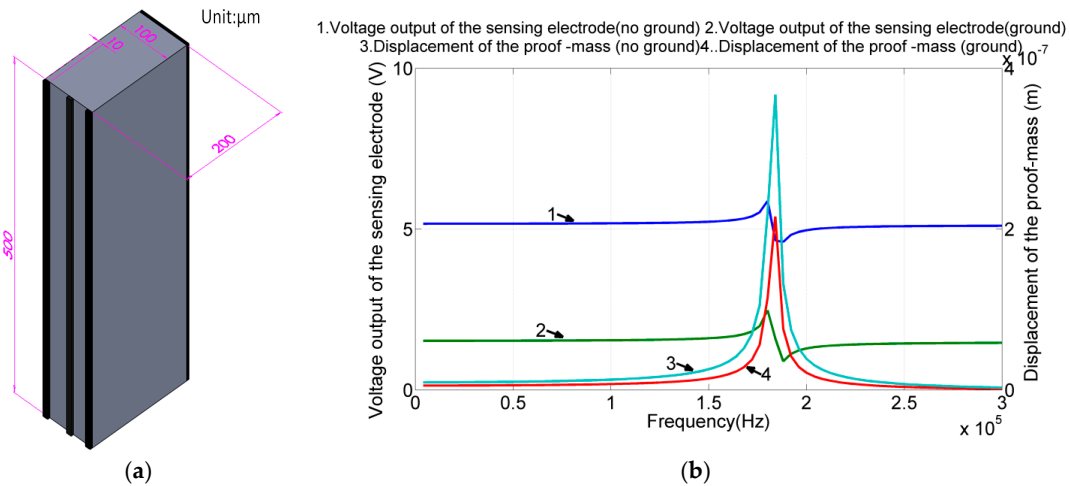 Unit:μm
10
100
200
500
(a)
1.Voltage output of the sensing electrode(no ground) 2.Voltage output of the sensing electrode(ground)
3.Displacement of the proof -mass (no ground)4..Displacement of the proof -mass (ground)
x 10-7
Voltage output of the sensing electrode (V)
10
5
0
1
2
3
4
4
2
0
Displacement of the proof-mass (m)
0 0.5 1 1.5 2 2.5 3
Frequency(Hz)
x 10^5
(b)